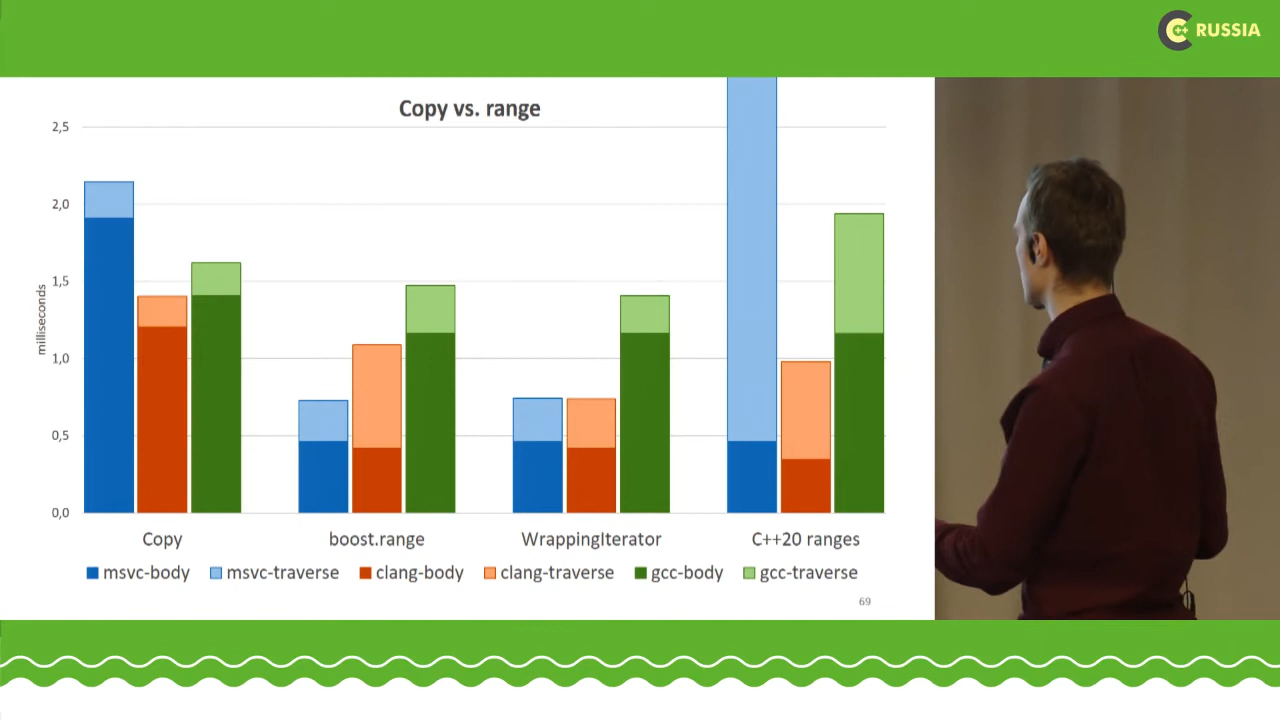 C++ RUSSIA
Copy vs. range
2,5
2,0
1,5
1,0
0,5
0,0
milliseconds
Copy
boost.range
WrappingIterator
C++20 ranges
msvc-body
msvc-traverse
clang-body
clang-traverse
gcc-body
gcc-traverse
69